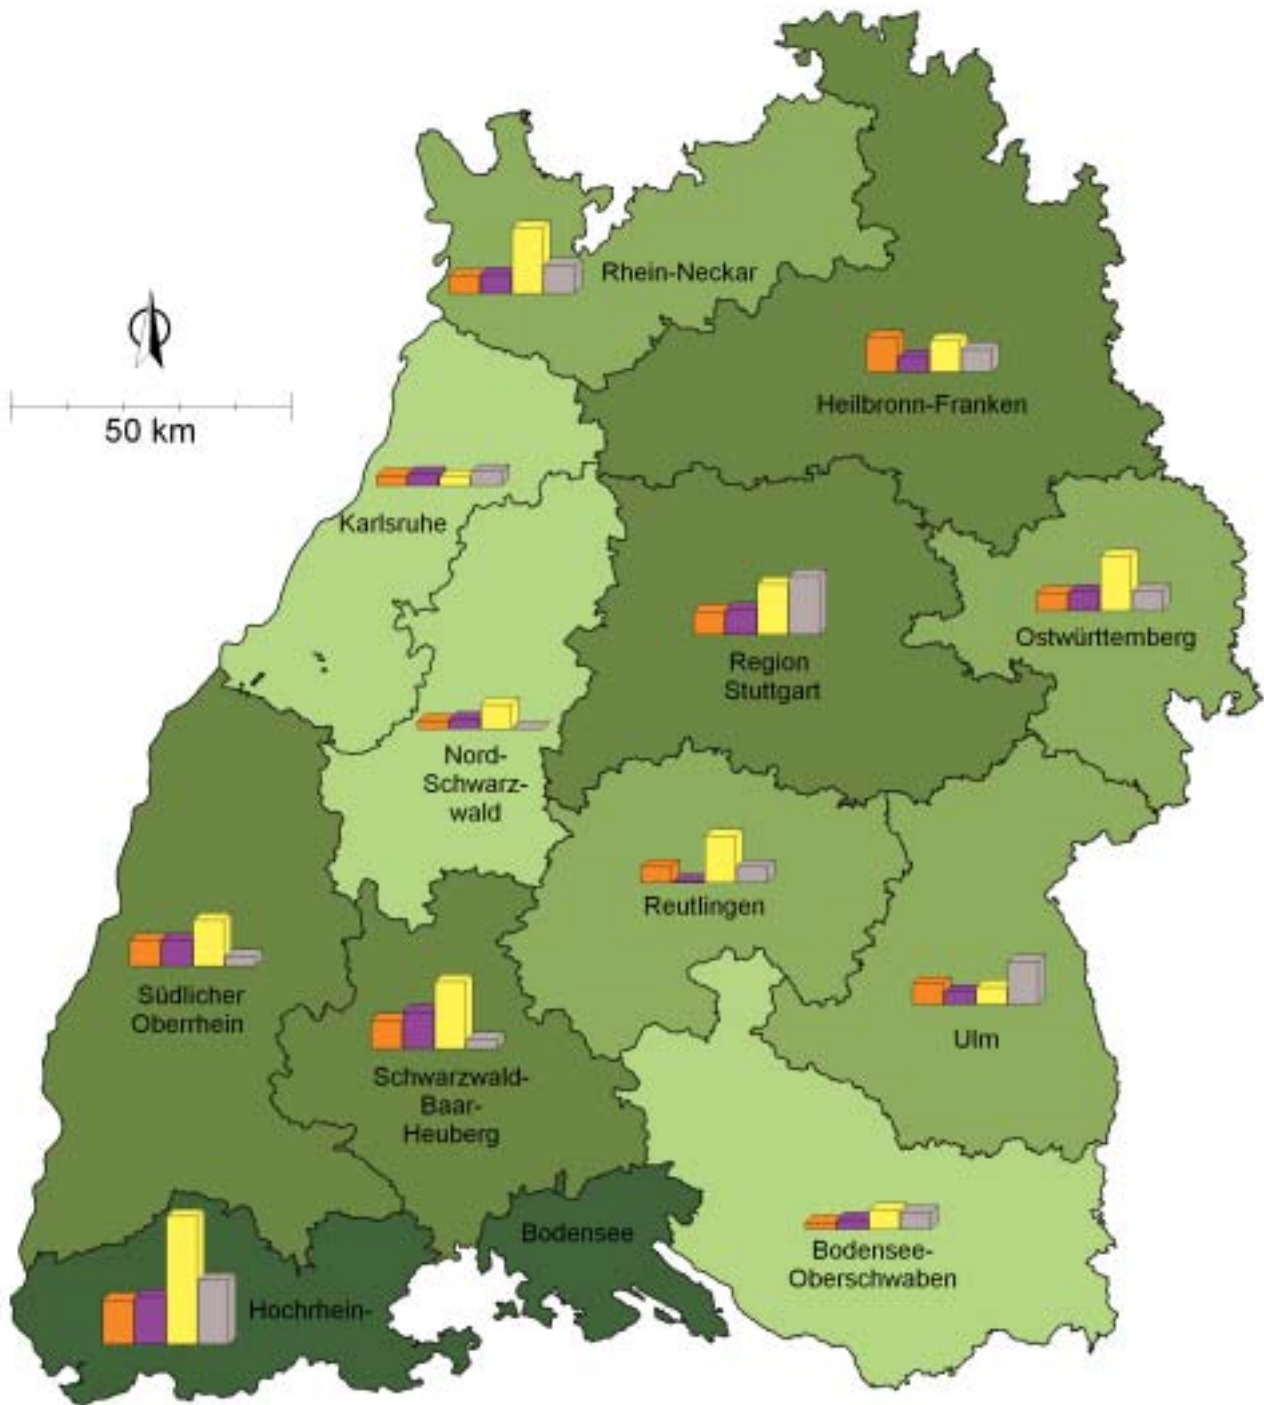 Rhein-Neckar
Heilbronn-Franken
50 km
Karlsruhe
Ostwürttemberg
Region
Stuttgart
Nord-
Schwarz-
wald
Reutlingen
Südlicher
Oberrhein
Ulm
Schwarzwald-
Baar-
Heuberg
Bodensee
Bodensee-
Oberschwaben
Hochrhein-